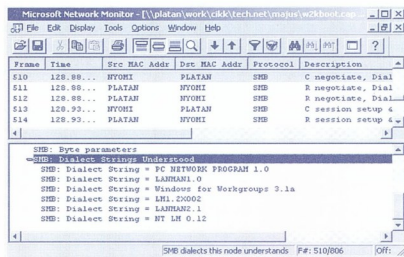 Microsoft Network Monitor - [\\platan\work\cikk\tech.net\majus\w2kboot.cap
File Edit Display Tools Options Window Help
Frame Time Src MAC Addr Dst MAC Addr Protocol Description
510 128.88... NYOMI PLATAN SMB C negotiate, Dial
511 128.88... PLATAN NYOMI SMB R negotiate, Dial
512 128.88... PLATAN NYOMI SMB R negotiate, Dial
513 128.93... NYOMI PLATAN SMB C session setup &
514 128.93... PLATAN NYOMI SMB R session setup &
SMB: Byte parameters
SMB: Dialect Strings Understood
SMB: Dialect String = PC NETWORK PROGRAM 1.0
SMB: Dialect String = LANMAN1.0
SMB: Dialect String = Windows for Workgroups 3.1a
SMB: Dialect String = LM1.2X002
SMB: Dialect String = LANMAN2.1
SMB: Dialect String = NT LM 0.12
SMB dialects this node understands F#: 510/806 Off: